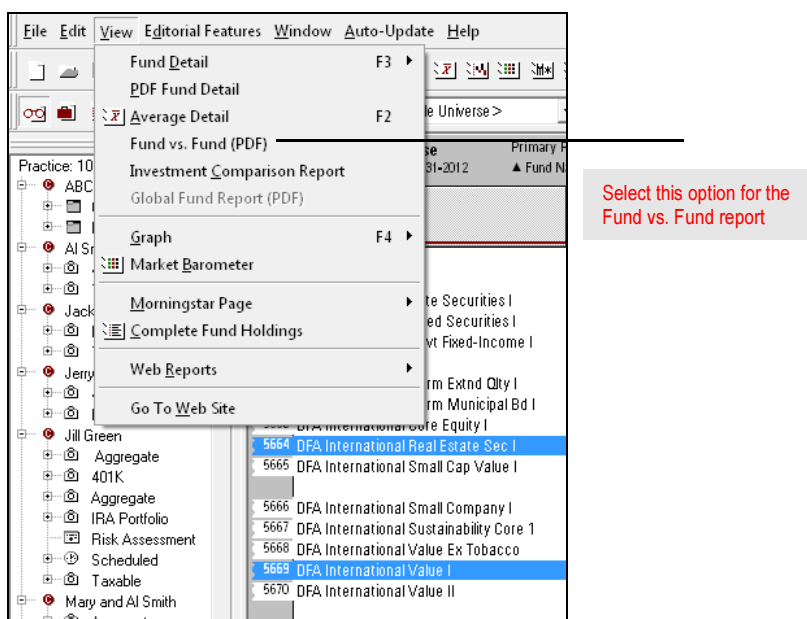 File Edit View Editorial Features Window Auto-Update Help
Fund Detail F3
PDF Fund Detail
Average Detail F2
Fund vs. Fund (PDF)
Investment Comparison Report
Global Fund Report (PDF)
Graph F4
Market Barometer
Morningstar Page
Complete Fund Holdings
Web Reports
Go To Web Site
Universe>
Primary
31-2012 ▲ Fund
Select this option for the
Fund vs. Fund report
Practice: 10
ABC
Jack
Jerry
Jill Green
Aggregate
401K
Aggregate
IRA Portfolio
Risk Assessment
Scheduled
Taxable
Mary and Al Smith
Securities I
ed Securities I
vt Fixed-Income I
rm Extnd Qlty I
rm Municipal Bd I
Core Equity I
5664 DFA International Real Estate Sec I
5665 DFA International Small Cap Value I
5666 DFA International Small Company I
5667 DFA International Sustainability Core 1
5668 DFA International Value Ex Tobacco
5669 DFA International Value I
5670 DFA International Value II